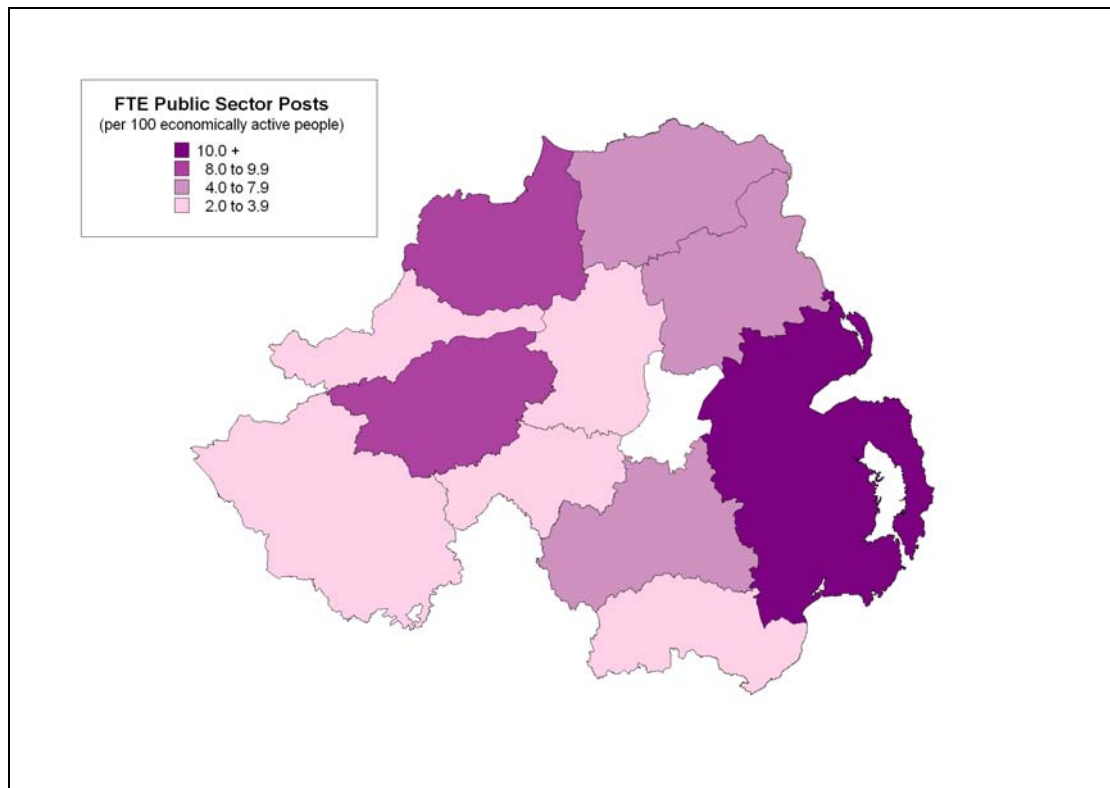 FTE Public Sector Posts
(per 100 economically active people)
10.0 +
8.0 to 9.9
4.0 to 7.9
2.0 to 3.9